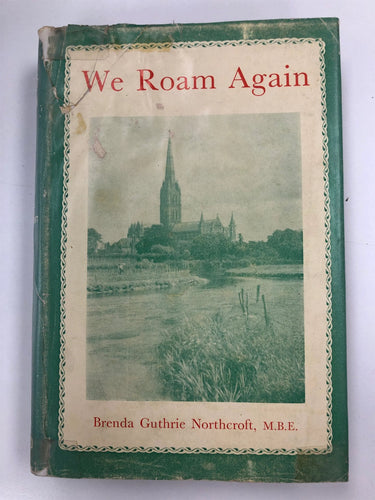 We Roam Again
Brenda Guthrie Northcroft, M.B.E.